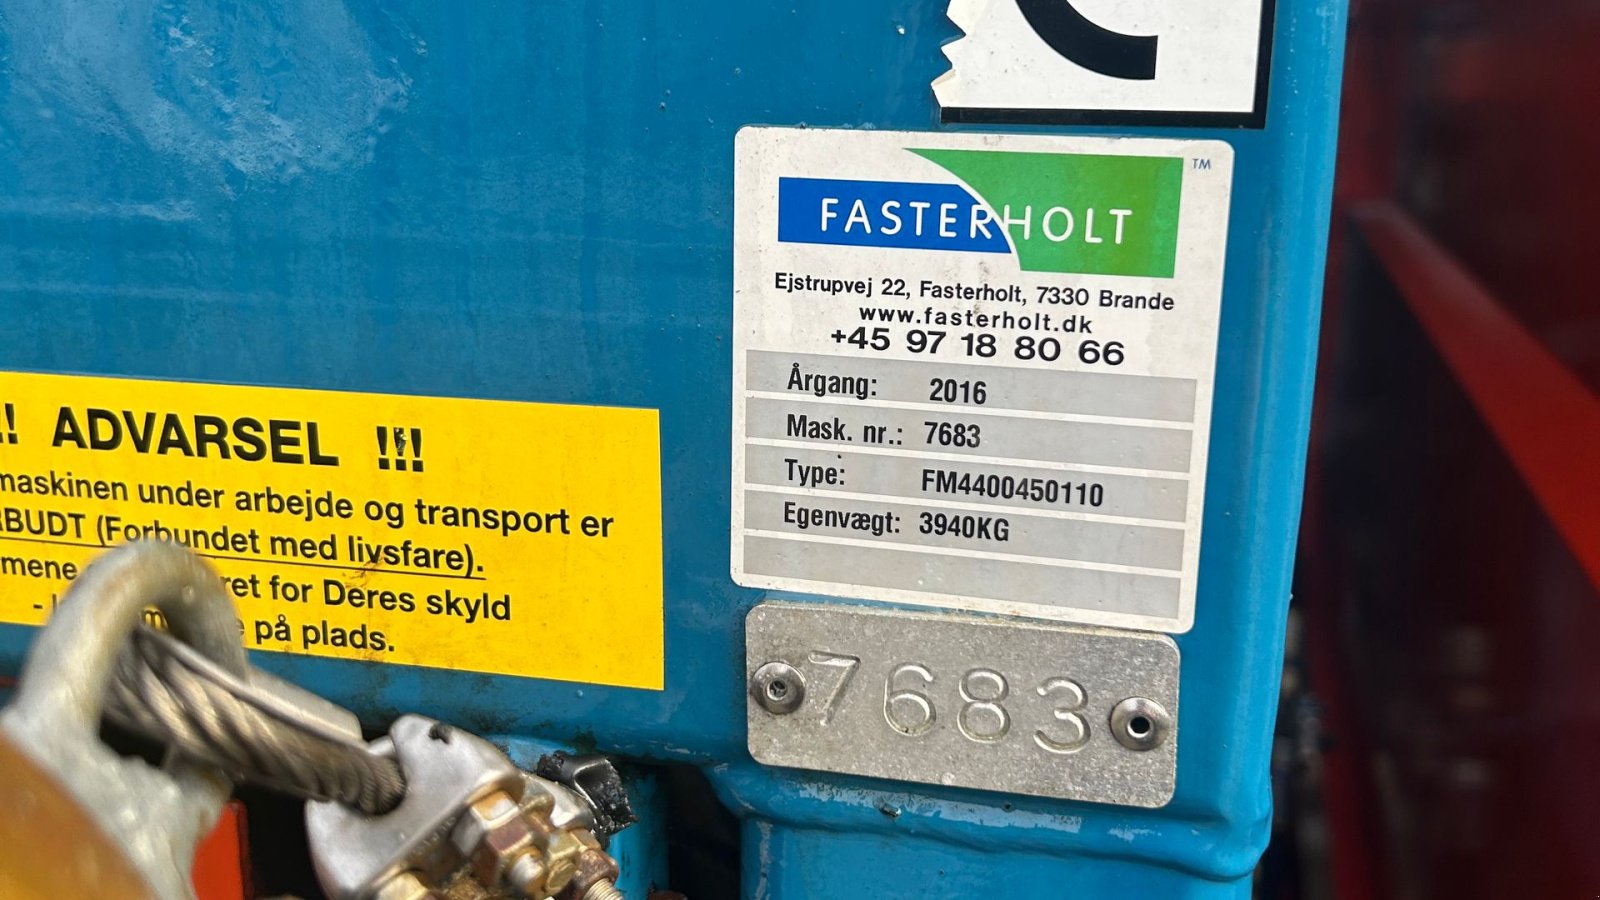 FASTERHOLT TM
Ejstrupvej 22, Fasterholt, 7330 Brande
www.fasterholt.dk
+45 97 18 80 66
Årgang: 2016
Mask. nr.: 7683
Type: FM4400450110
Egenvægt: 3940KG
7683
!! ADVARSEL !!!
maskinen under arbejde og transport er
RBUDT (Forbundet med livsfare).
for Deres skyld
på plads.